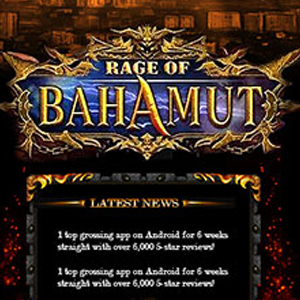 RAGE OF
BAHAMUT
LATEST NEWS
1 top grossing app on Android for 6 weeks
straight with over 6,000 5-star reviews!
1 top grossing app on Android for 6 weeks
straight with over 6,000 5-star reviews!